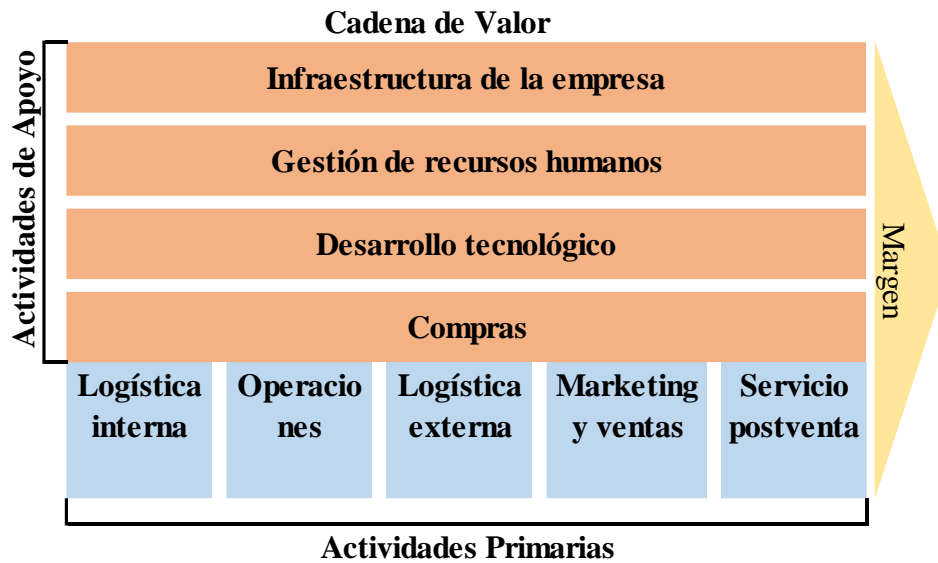 Cadena de Valor
Actividades de Apoyo
Infraestructura de la empresa
Gestión de recursos humanos
Desarrollo tecnológico
Compras
Margen
Logística
interna
Operacio
nes
Logística
externa
Marketing
y ventas
Servicio
postventa
Actividades Primarias